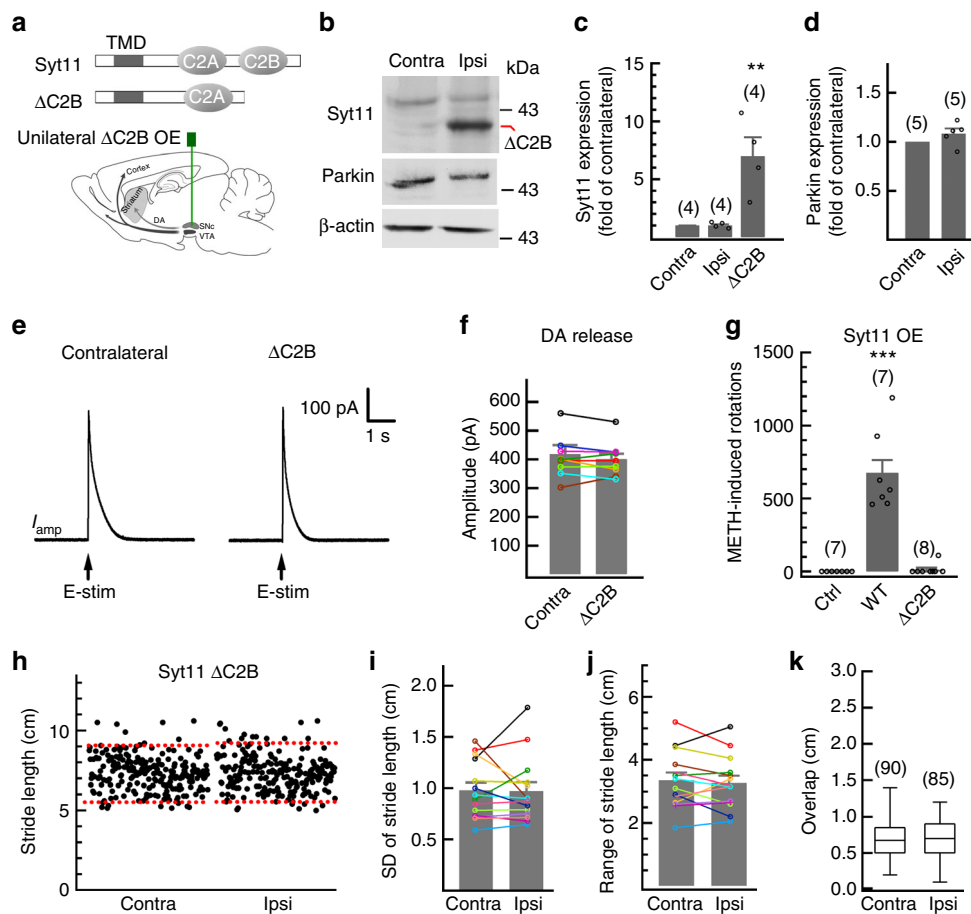 a
TMD
Syt11
C2A
C2B
ΔC2B
C2A
Unilateral ΔC2B OE
Cortex
Striatum
DA
SNc
VTA
b
Contra Ipsi kDa
Syt11
43
ΔC2B
Parkin
43
β-actin
43
c
Syt11 expression
(fold of contralateral)
15
10
5
1
0
**
(4)
(4)
(4)
Contra
Ipsi
ΔC2B
d
Parkin expression
(fold of contralateral)
1.5
1.0
0.5
(5)
(5)
Contra
Ipsi
e
Contralateral
ΔC2B
100 pA
1 s
Iamp
E-stim
E-stim
f
DA release
Amplitude (pA)
600
500
400
300
200
100
0
Contra
ΔC2B
g
Syt11 OE
METH-induced rotations
1500
1000
500
0
***
(7)
(7)
(8)
Ctrl
WT
ΔC2B
h
Syt11 ΔC2B
Stride length (cm)
10
5
0
Contra
Ipsi
i
SD of stride length (cm)
2.0
1.5
1.0
0.5
Contra Ipsi
j
Range of stride length (cm)
6
4
2
0
Contra Ipsi
k
Overlap (cm)
3.0
2.5
2.0
1.5
1.0
0.5
0.0
(90)
(85)
Contra Ipsi